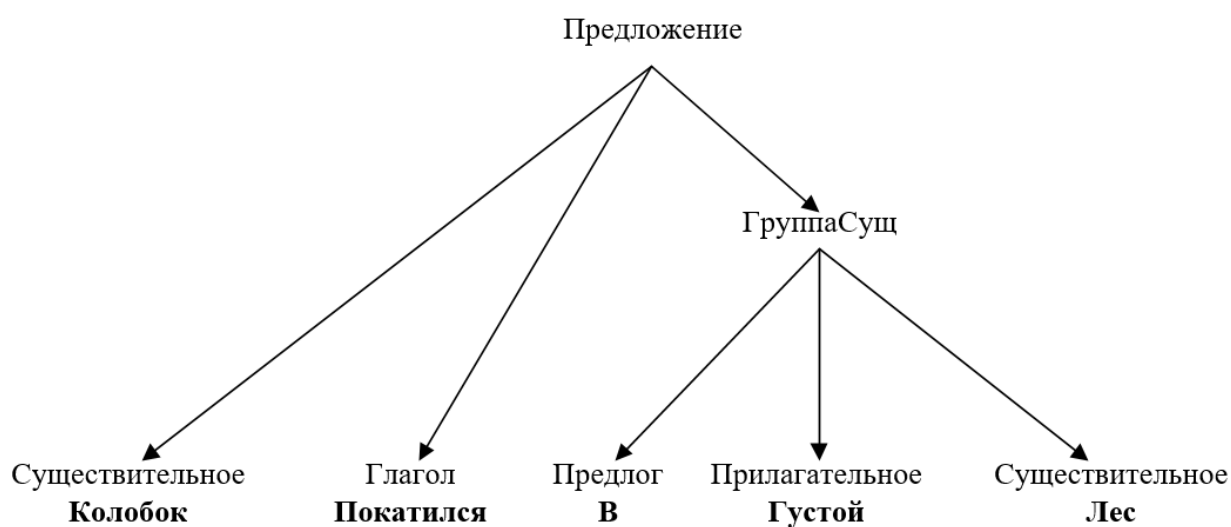 Предложение
ГруппаСущ
Существительное Глагол Предлог Прилагательное Существительное
Колобок Покатился В Густой Лес